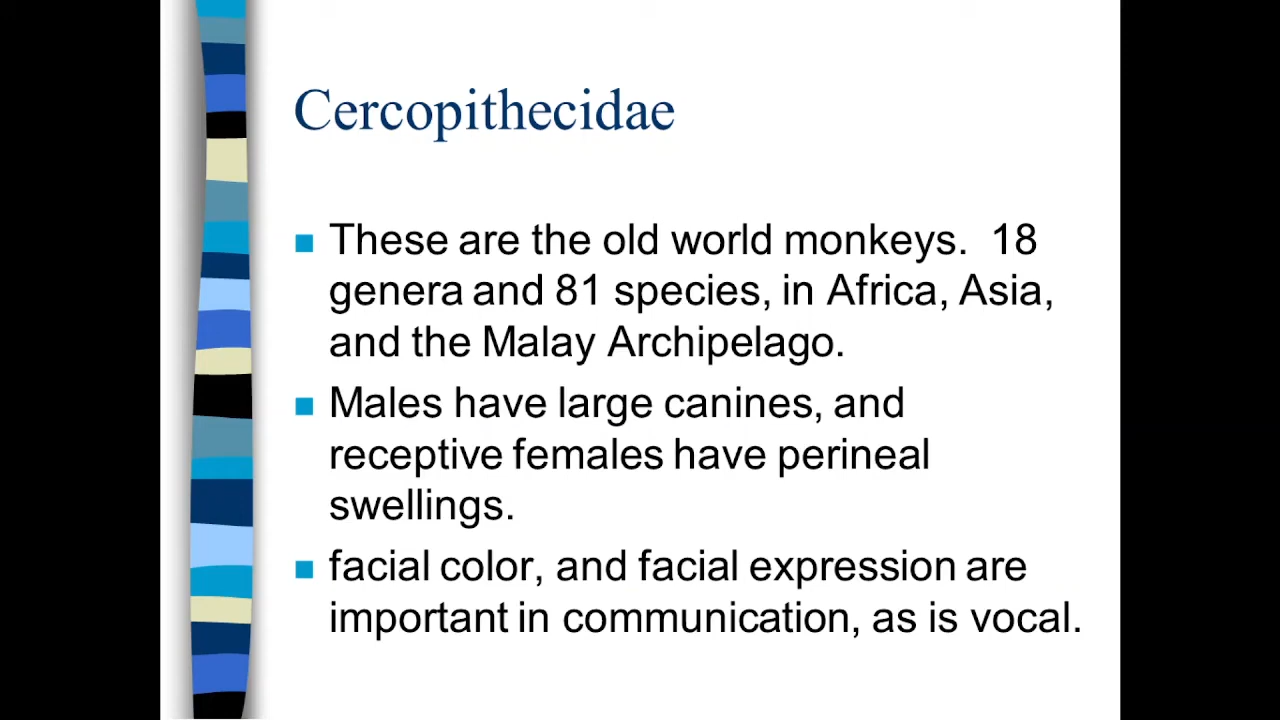 Cercopithecidae
These are the old world monkeys.  18
genera and 81 species, in Africa, Asia,
and the Malay Archipelago.
Males have large canines, and
receptive females have perineal
swellings.
facial color, and facial expression are
important in communication, as is vocal.